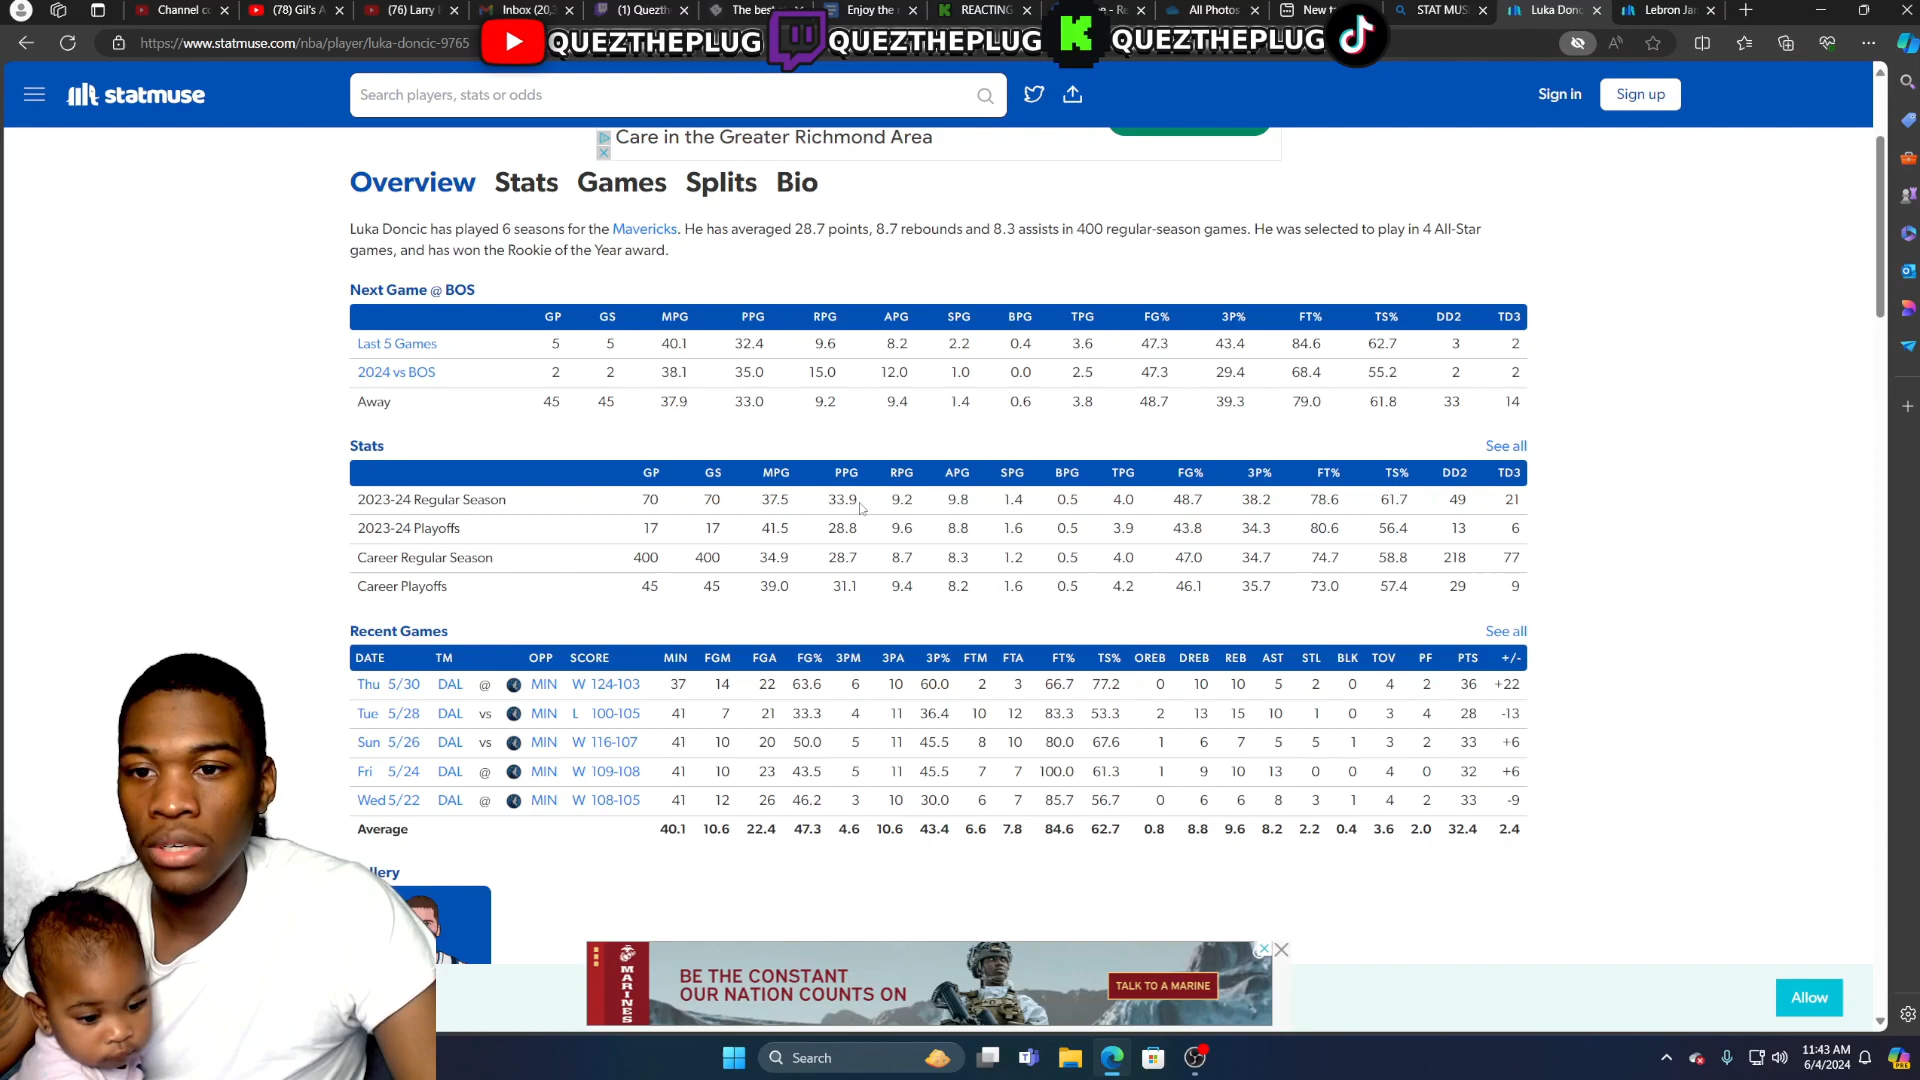 Channel co
(78) Gil's A
(76) Larry
Inbox (20,
(1) Quezth
The best
Enjoy the
REACTING
All Photos
New t
STAT MUS
Luka Donc
Lebron Jar
https://www.statmuse.com/nba/player/luka-doncic-9765
QUEZTHEPLUG QUEZTHEPLUG K QUEZTHEPLUG
statmuse
Search players, stats or odds
Sign in
Sign up
Care in the Greater Richmond Area
Overview Stats Games Splits Bio
Luka Doncic has played 6 seasons for the Mavericks. He has averaged 28.7 points, 8.7 rebounds and 8.3 assists in 400 regular-season games. He was selected to play in 4 All-Star
games, and has won the Rookie of the Year award.
Next Game @ BOS
GP GS MPG PPG RPG APG SPG BPG TPG FG% 3P% FT% TS% DD2 TD3
Last 5 Games 5 5 40.1 32.4 9.6 8.2 2.2 0.4 3.6 47.3 43.4 84.6 62.7 3 2
2024 vs BOS 2 2 38.1 35.0 15.0 12.0 1.0 0.0 2.5 47.3 29.4 68.4 55.2 2 2
Away 45 45 37.9 33.0 9.2 9.4 1.4 0.6 3.8 48.7 39.3 79.0 61.8 33 14
Stats See all
GP GS MPG PPG RPG APG SPG BPG TPG FG% 3P% FT% TS% DD2 TD3
2023-24 Regular Season 70 70 37.5 33.9 9.2 9.8 1.4 0.5 4.0 48.7 38.2 78.6 61.7 49 21
2023-24 Playoffs 17 17 41.5 28.8 9.6 8.8 1.6 0.5 3.9 43.8 34.3 80.6 56.4 13 6
Career Regular Season 400 400 34.9 28.7 8.7 8.3 1.2 0.5 4.0 47.0 34.7 74.7 58.8 218 77
Career Playoffs 45 45 39.0 31.1 9.4 8.2 1.6 0.5 4.2 46.1 35.7 73.0 57.4 29 9
Recent Games See all
DATE TM OPP SCORE MIN FGM FGA FG% 3PM 3PA 3P% FTM FTA FT% TS% OREB DREB REB AST STL BLK TOV PF PTS +/-
Thu 5/30 DAL @ MIN W 124-103 37 14 22 63.6 6 10 60.0 2 3 66.7 77.2 0 10 10 5 2 0 4 2 36 +22
Tue 5/28 DAL vs MIN L 100-105 41 7 21 33.3 4 11 36.4 10 12 83.3 53.3 2 13 15 10 1 0 3 4 28 -13
Sun 5/26 DAL vs MIN W 116-107 41 10 20 50.0 5 11 45.5 8 10 80.0 67.6 1 6 7 5 5 1 3 2 33 +6
Fri 5/24 DAL @ MIN W 109-108 41 10 23 43.5 5 11 45.5 7 7 100.0 61.3 1 9 10 13 0 0 4 0 32 +6
Wed 5/22 DAL @ MIN W 108-105 41 12 26 46.2 3 10 30.0 6 7 85.7 56.7 0 6 6 8 3 1 4 2 33 -9
Average 40.1 10.6 22.4 47.3 4.6 10.6 43.4 6.6 7.8 84.6 62.7 0.8 8.8 9.6 8.2 2.2 0.4 3.6 2.0 32.4 2.4
llery
MARINES
BE THE CONSTANT
OUR NATION COUNTS ON
TALK TO A MARINE
Allow
Search
11:43 AM
6/4/2024